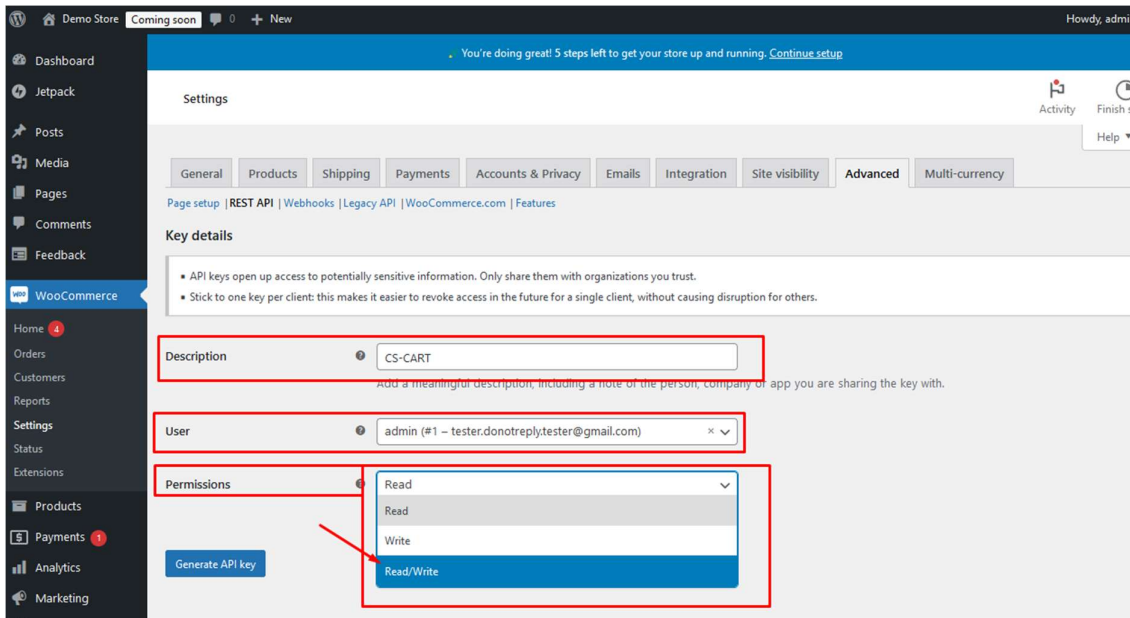 Demo Store Coming soon 0 + New Howdy, admi
You're doing great! 5 steps left to get your store up and running. Continue setup
Dashboard
Jetpack
Posts
Media
Pages
Comments
Feedback
WooCommerce
Home 4
Orders
Customers
Reports
Settings
Status
Extensions
Products
Payments 1
Analytics
Marketing
Settings
Activity
Finish s
Help
General Products Shipping Payments Accounts & Privacy Emails Integration Site visibility Advanced Multi-currency
Page setup | REST API | Webhooks | Legacy API | WooCommerce.com | Features
Key details
▪ API keys open up access to potentially sensitive information. Only share them with organizations you trust.
▪ Stick to one key per client: this makes it easier to revoke access in the future for a single client, without causing disruption for others.
Description CS-CART
Add a meaningful description, including a note of the person, company or app you are sharing the key with.
User admin (#1 – tester.donotreply.tester@gmail.com) ×
Permissions Read
Read
Write
Read/Write
Generate API key